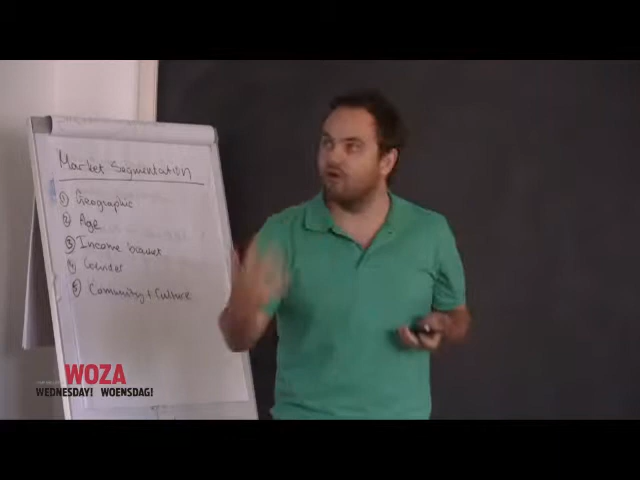 Market Segmentation
① Geographic
② Age
③ Income bracket
④ Gender
⑤ Community + Culture
WOZA
WEDNESDAY! WOENSDAG!